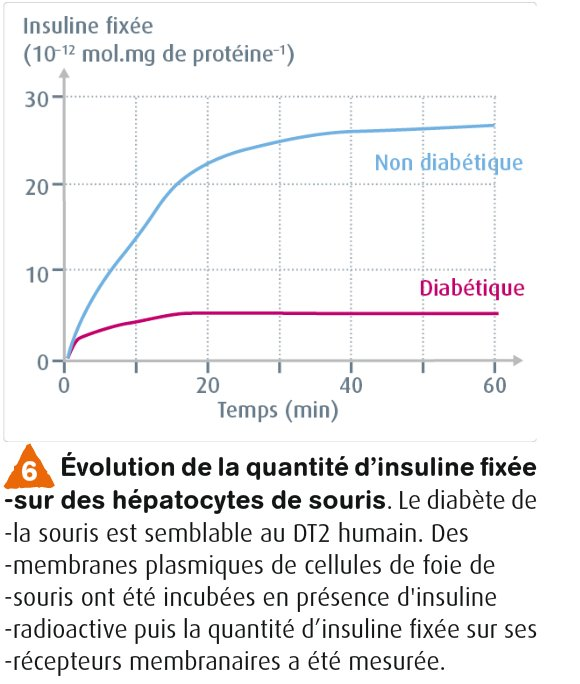 Insuline fixée
(10⁻¹² mol.mg de protéine⁻¹)
30
20
10
0
Non diabétique
Diabétique
0 20 40 60
Temps (min)
6 Évolution de la quantité d'insuline fixée
-sur des hépatocytes de souris. Le diabète de
-la souris est semblable au DT2 humain. Des
-membranes plasmiques de cellules de foie de
-souris ont été incubées en présence d'insuline
-radioactive puis la quantité d'insuline fixée sur ses
-récepteurs membranaires a été mesurée.